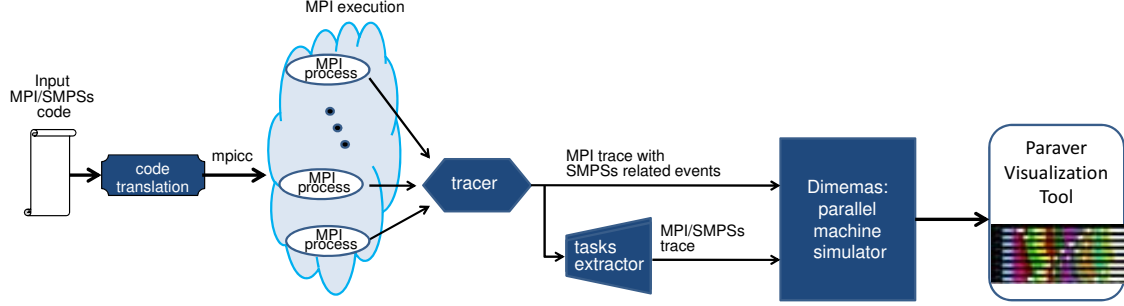 MPI execution
Input
MPI/SMPSs
code
code
translation
mpicc
MPI
process
MPI
process
MPI
process
tracer
MPI trace with
SMPSs related events
tasks
extractor
MPI/SMPSs
trace
Dimemas:
parallel
machine
simulator
Paraver
Visualization
Tool